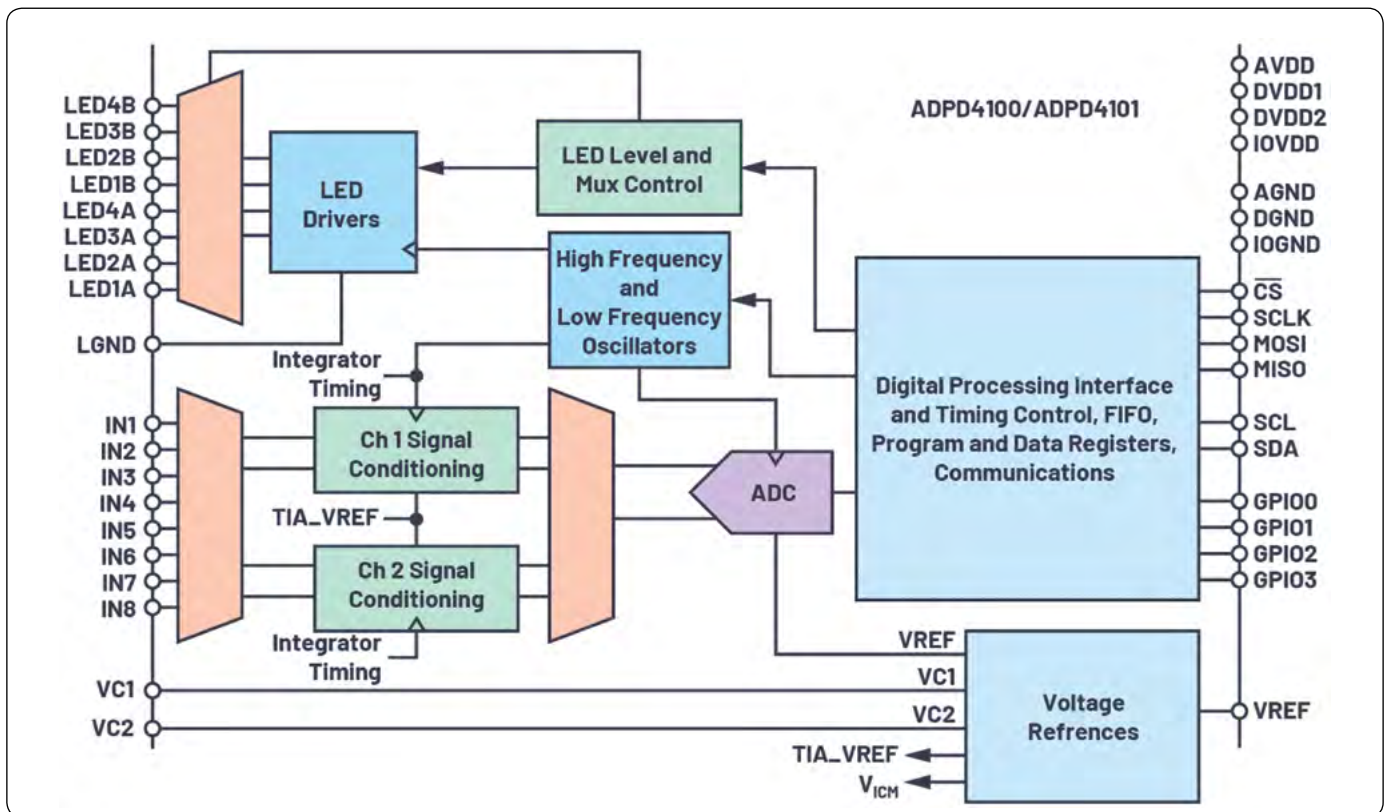 ADPD4100/ADPD4101
LED4B
LED3B
LED2B
LED1B
LED4A
LED3A
LED2A
LED1A
LGND
IN1
IN2
IN3
IN4
IN5
IN6
IN7
IN8
VC1
VC2
LED
Drivers
LED Level and
Mux Control
High Frequency
and
Low Frequency
Oscillators
Integrator
Timing
Ch 1 Signal
Conditioning
TIA_VREF
Ch 2 Signal
Conditioning
Integrator
Timing
ADC
Digital Processing Interface
and Timing Control, FIFO,
Program and Data Registers,
Communications
VREF
VC1
VC2
TIA_VREF
VICM
Voltage
Refrences
AVDD
DVDD1
DVDD2
IOVDD
AGND
DGND
IOGND
CS
SCLK
MOSI
MISO
SCL
SDA
GPIO0
GPIO1
GPIO2
GPIO3
VREF